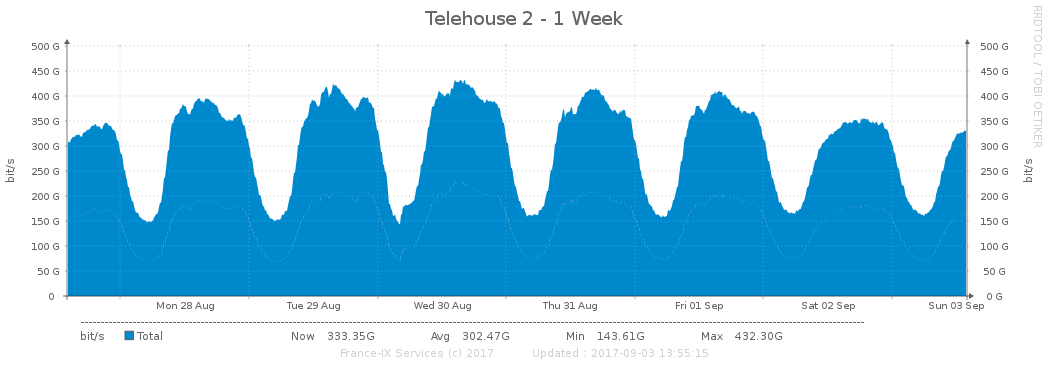 Telehouse 2 - 1 Week
RRDTOOL / TOBI OETIKER
500 G 500 G
450 G 450 G
400 G 400 G
350 G 350 G
300 G 300 G
250 G 250 G
200 G 200 G
150 G 150 G
100 G 100 G
50 G 50 G
0 0 G
bit/s bit/s
Mon 28 Aug Tue 29 Aug Wed 30 Aug Thu 31 Aug Fri 01 Sep Sat 02 Sep Sun 03 Sep
bit/s Total Now 333.35G Avg 302.47G Min 143.61G Max 432.30G
France-IX Services (c) 2017 Updated : 2017-09-03 13:55:15